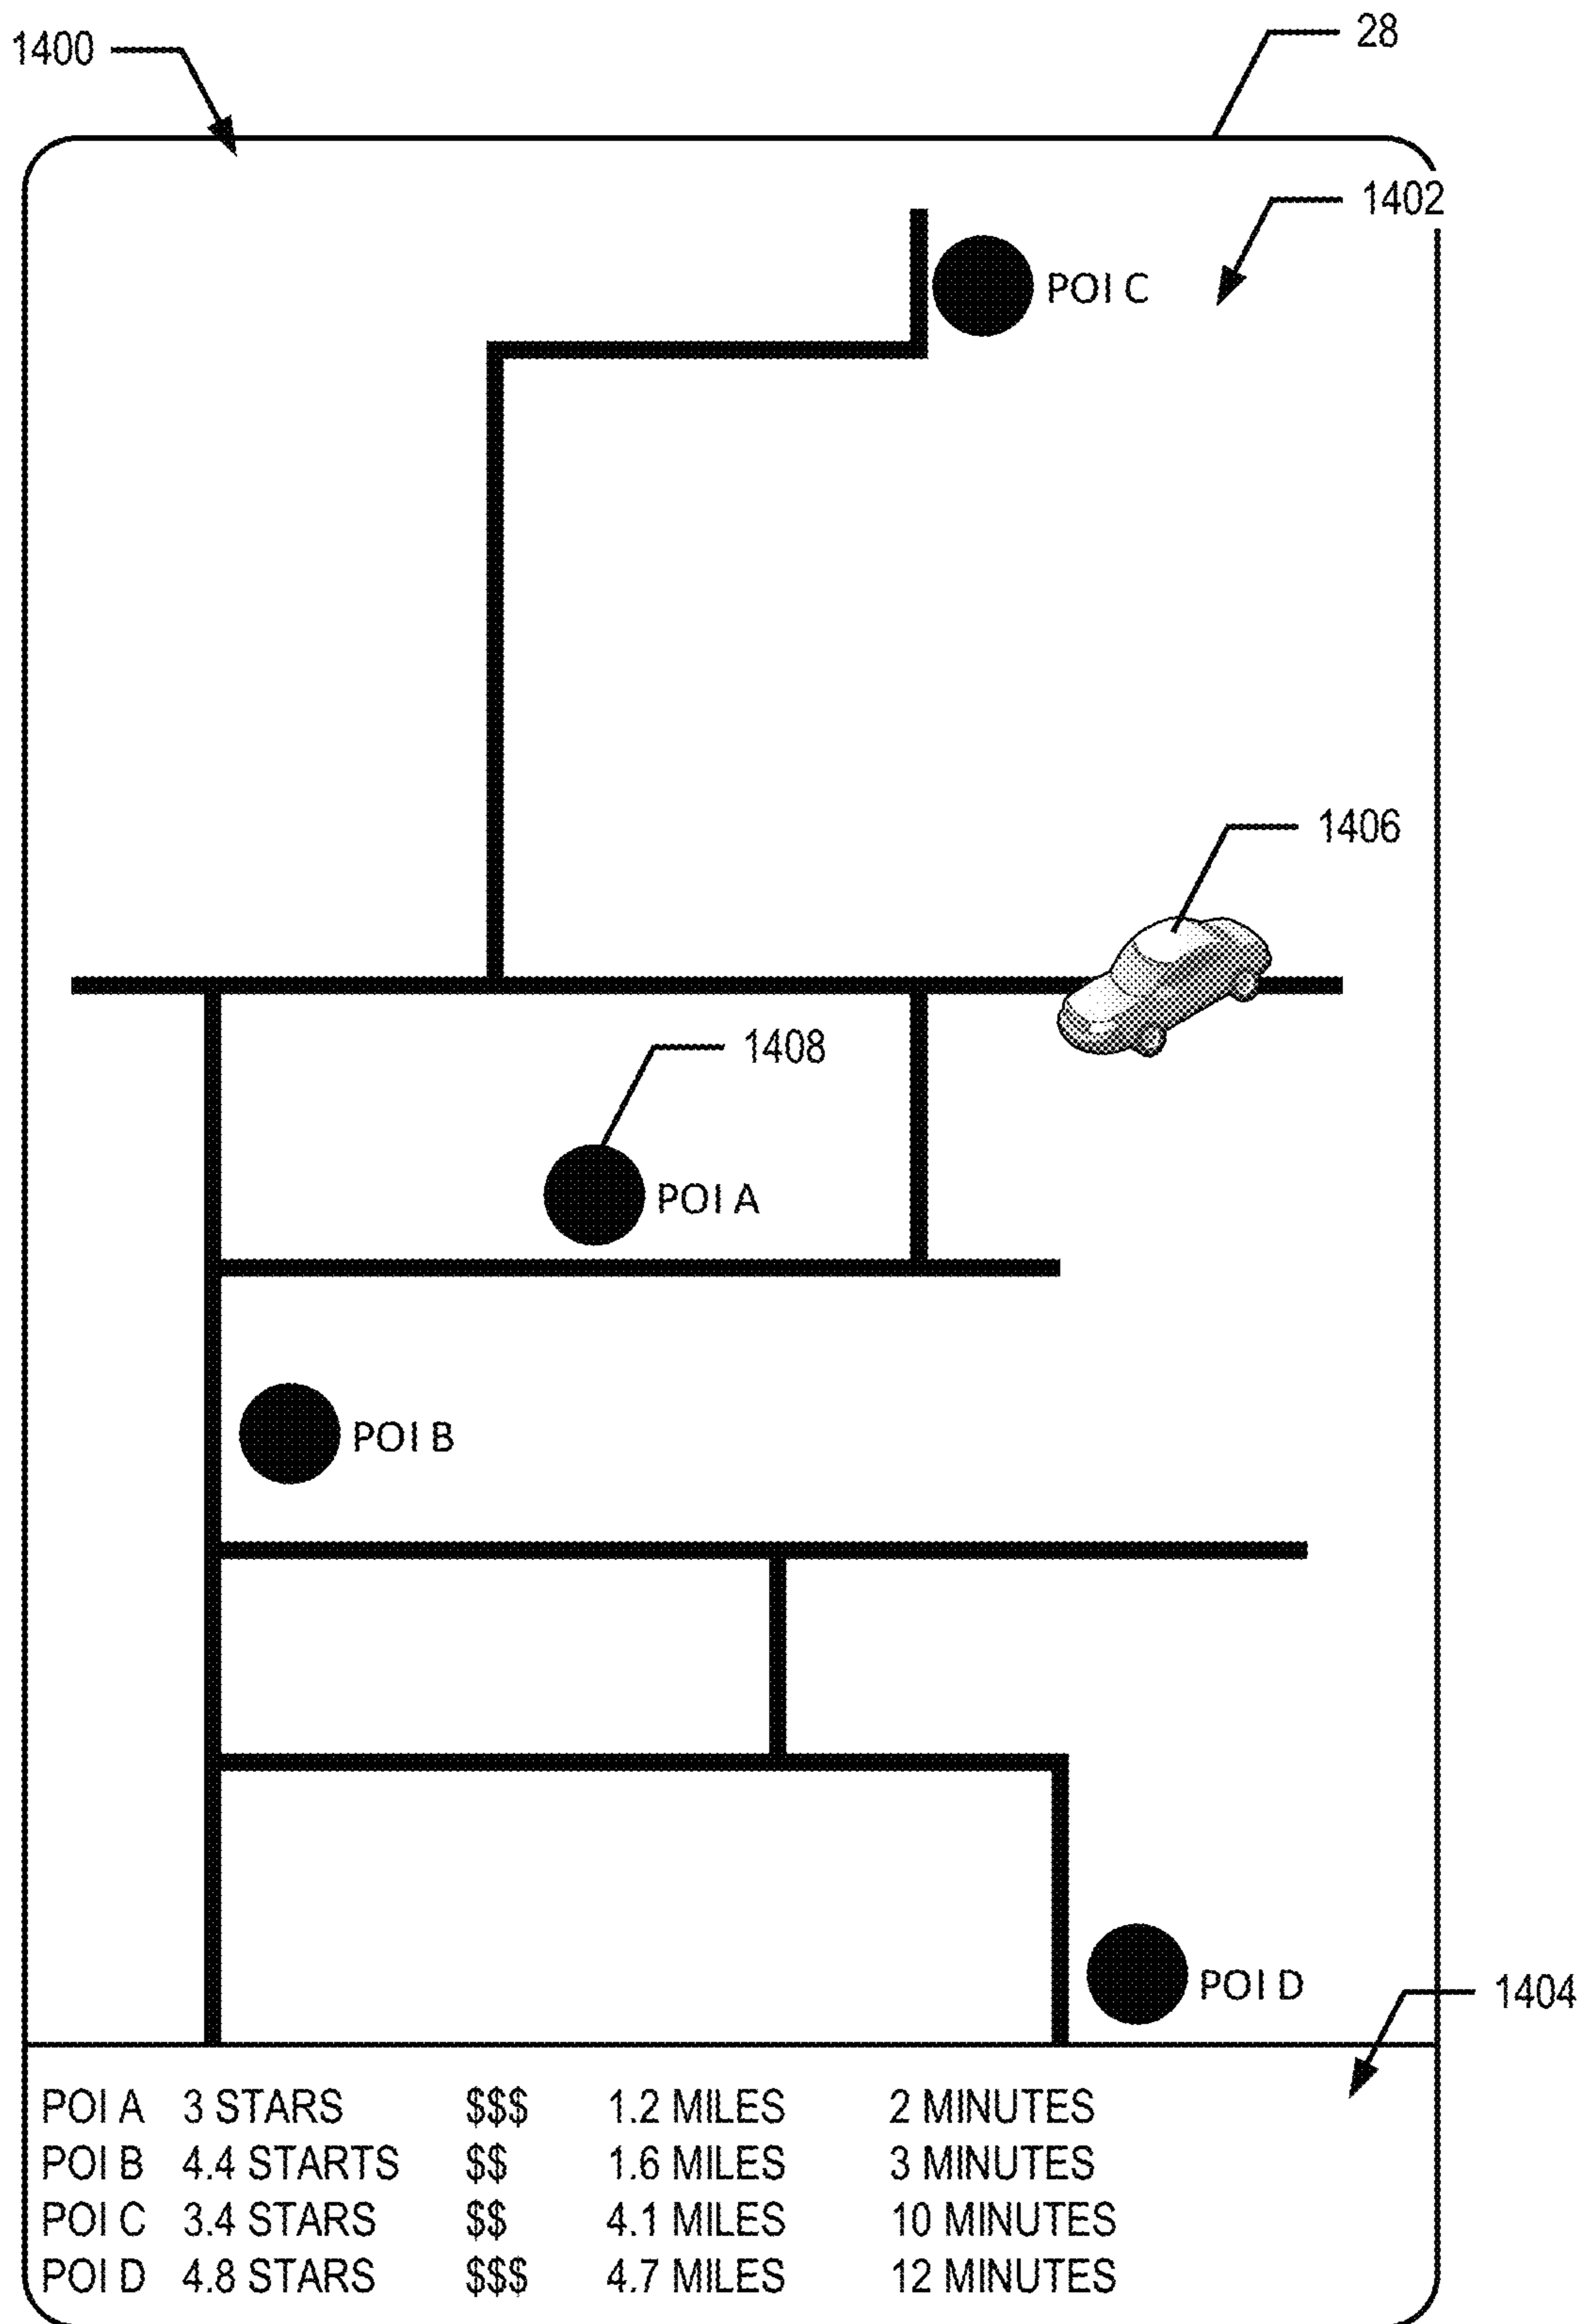 1400
28
1402
POI C
1406
1408
POI A
POI B
POI D
1404
POI A 3 STARS $$$ 1.2 MILES 2 MINUTES
POI B 4.4 STARTS $$ 1.6 MILES 3 MINUTES
POI C 3.4 STARS $$ 4.1 MILES 10 MINUTES
POI D 4.8 STARS $$$ 4.7 MILES 12 MINUTES